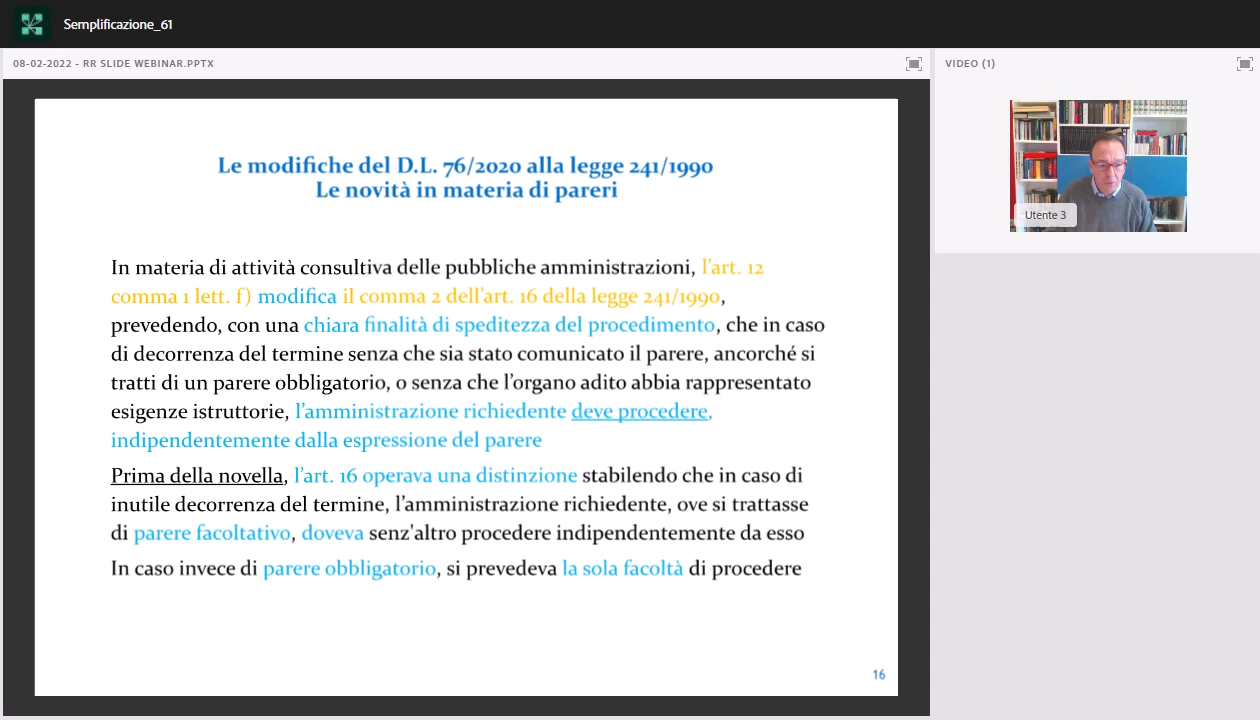 Semplificazione_61
08-02-2022 - RR SLIDE WEBINAR.PPTX
VIDEO (1)
Le modifiche del D.L. 76/2020 alla legge 241/1990
Le novità in materia di pareri
In materia di attività consultiva delle pubbliche amministrazioni, l'art. 12
comma 1 lett. f) modifica il comma 2 dell'art. 16 della legge 241/1990,
prevedendo, con una chiara finalità di speditezza del procedimento, che in caso
di decorrenza del termine senza che sia stato comunicato il parere, ancorché si
tratti di un parere obbligatorio, o senza che l'organo adito abbia rappresentato
esigenze istruttorie, l'amministrazione richiedente deve procedere,
indipendentemente dalla espressione del parere
Prima della novella, l'art. 16 operava una distinzione stabilendo che in caso di
inutile decorrenza del termine, l'amministrazione richiedente, ove si trattasse
di parere facoltativo, doveva senz'altro procedere indipendentemente da esso
In caso invece di parere obbligatorio, si prevedeva la sola facoltà di procedere
16
Utente 3